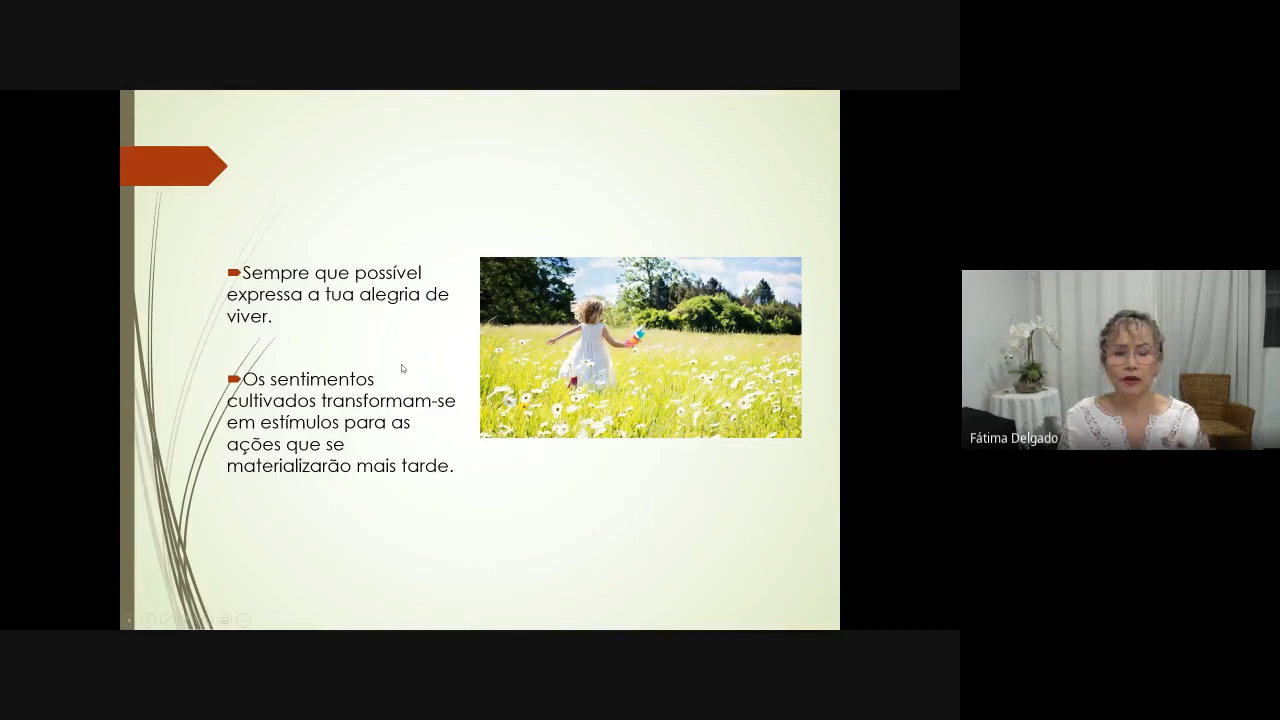 Sempre que possível
expressa a tua alegria de
viver.
Os sentimentos
cultivados transformam-se
em estímulos para as
ações que se
materializarão mais tarde.
Fátima Delgado